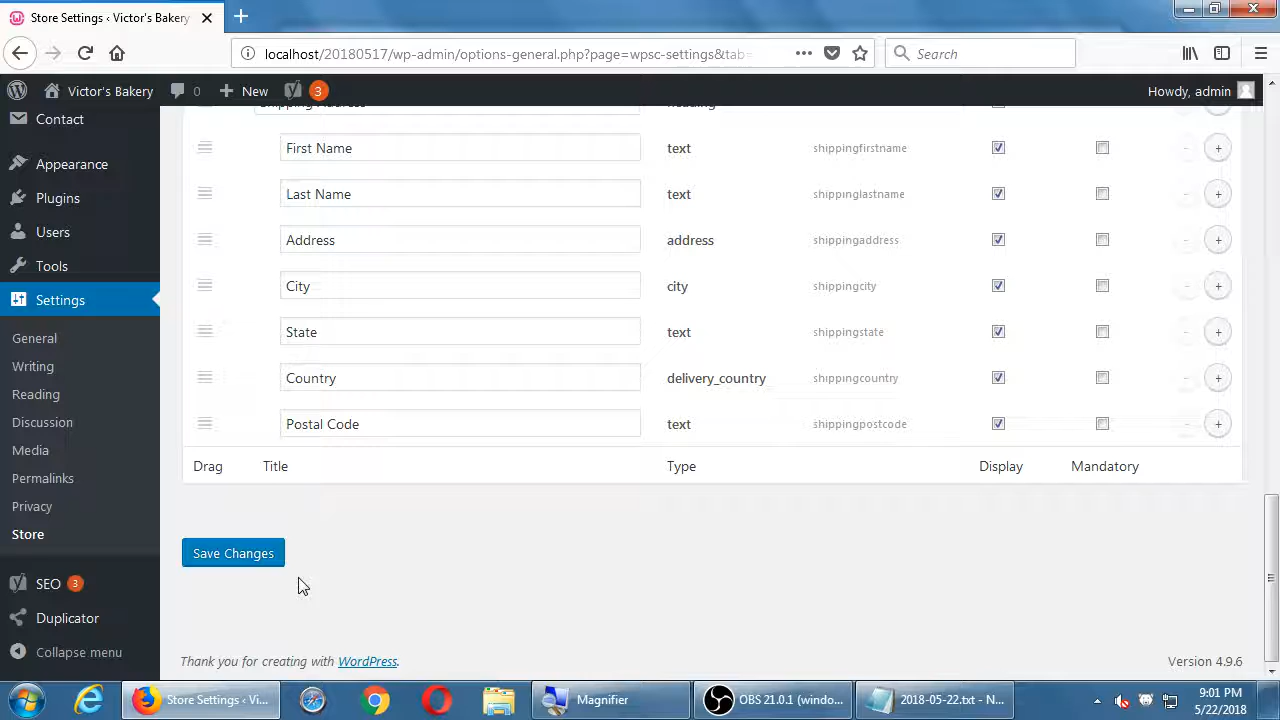 Store Settings ‹ Victor's Bakery
localhost/20180517/wp-admin/options-general.php?page=wpsc-settings&tab=
Search
Victor's Bakery 0 New 3
Howdy, admin
Shipping Address heading
Contact
Appearance
Plugins
Users
Tools
Settings
General
Writing
Reading
Discussion
Media
Permalinks
Privacy
Store
SEO 3
Duplicator
Collapse menu
First Name text shippingfirstname - +
Last Name text shippinglastname - +
Address address shippingaddress - +
City city shippingcity - +
State text shippingstate - +
Country delivery_country shippingcountry - +
Postal Code text shippingpostcode - +
Drag Title Type Display Mandatory
Save Changes
Thank you for creating with WordPress.
Version 4.9.6
Store Settings ‹ Vi...
Magnifier
OBS 21.0.1 (windo...
2018-05-22.txt - N...
9:01 PM
5/22/2018